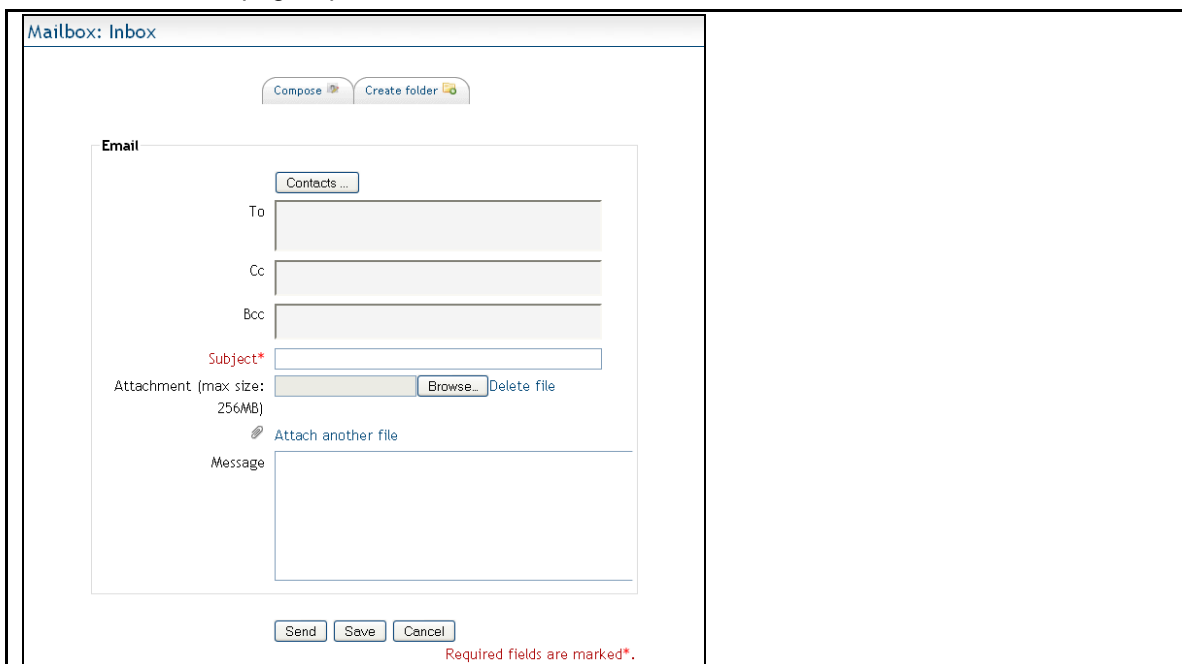 Mailbox: Inbox
Compose Create folder
Email
Contacts ...
To
Cc
Bcc
Subject*
Attachment (max size: 256MB) Browse... Delete file
Attach another file
Message
Send Save Cancel
Required fields are marked*.